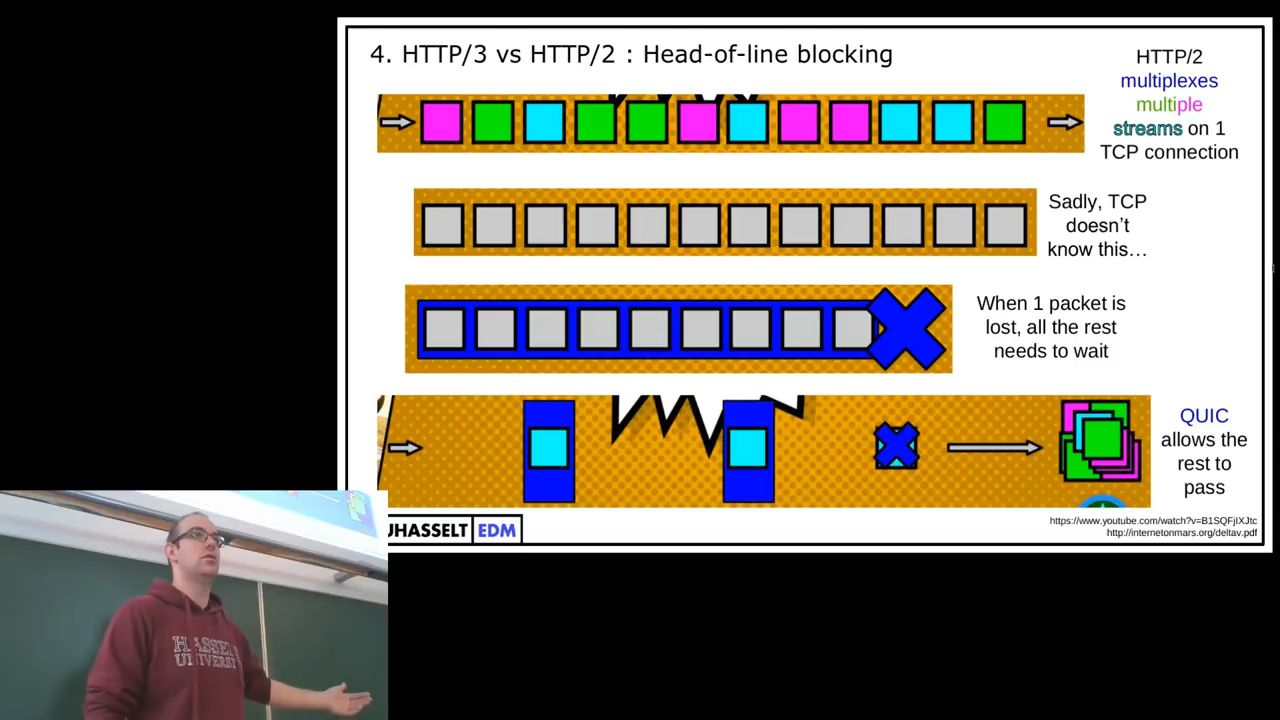 4. HTTP/3 vs HTTP/2 : Head-of-line blocking
HTTP/2
multiplexes
multiple
streams on 1
TCP connection
Sadly, TCP
doesn't
know this…
When 1 packet is
lost, all the rest
needs to wait
QUIC
allows the
rest to
pass
UHASSELT EDM
https://www.youtube.com/watch?v=B1SQFjIXJtc
http://internetonmars.org/deltav.pdf
HASSEL
UNIVERSI